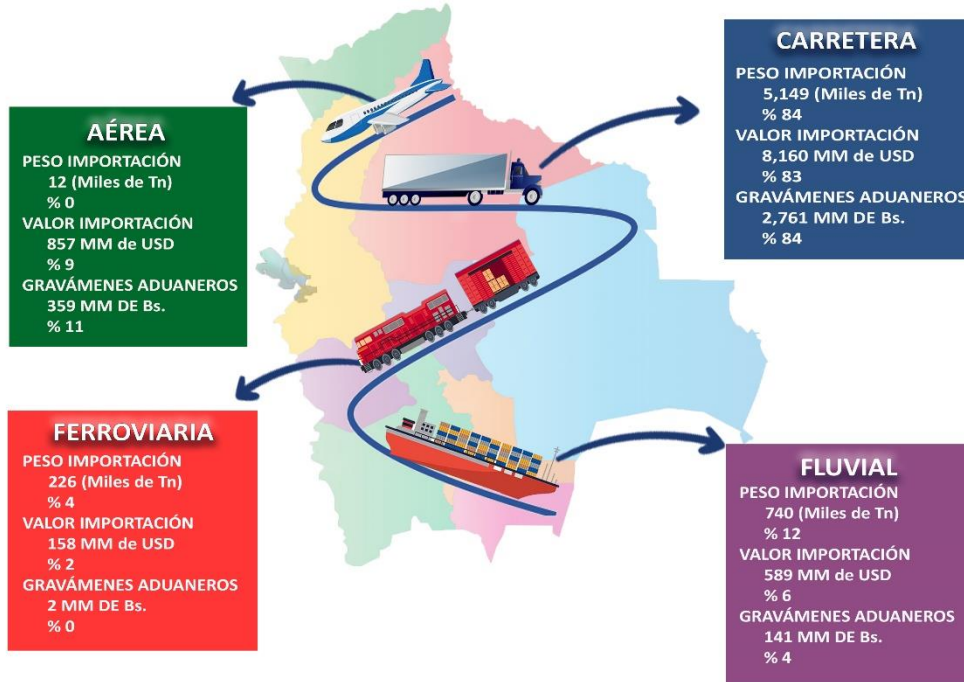 AÉREA
PESO IMPORTACIÓN
12 (Miles de Tn)
% 0
VALOR IMPORTACIÓN
857 MM de USD
% 9
GRAVÁMENES ADUANEROS
359 MM DE Bs.
% 11
CARRETERA
PESO IMPORTACIÓN
5,149 (Miles de Tn)
% 84
VALOR IMPORTACIÓN
8,160 MM de USD
% 83
GRAVÁMENES ADUANEROS
2,761 MM DE Bs.
% 84
FERROVIARIA
PESO IMPORTACIÓN
226 (Miles de Tn)
% 4
VALOR IMPORTACIÓN
158 MM de USD
% 2
GRAVÁMENES ADUANEROS
2 MM DE Bs.
% 0
FLUVIAL
PESO IMPORTACIÓN
740 (Miles de Tn)
% 12
VALOR IMPORTACIÓN
589 MM de USD
% 6
GRAVÁMENES ADUANEROS
141 MM DE Bs.
% 4